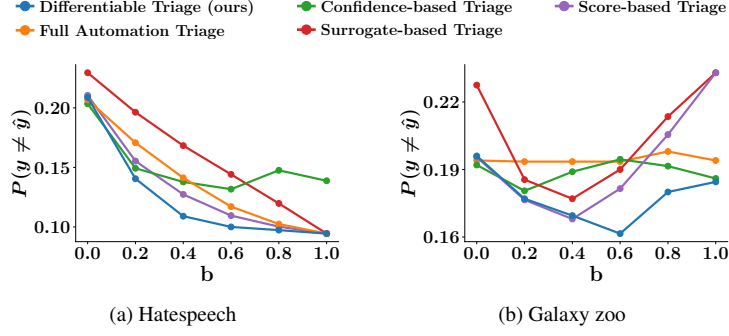 Differentiable Triage (ours) Confidence-based Triage Score-based Triage
Full Automation Triage Surrogate-based Triage
P(y ≠ ŷ)
0.20
0.15
0.10
0.0 0.2 0.4 0.6 0.8 1.0
b
(a) Hatespeech
P(y ≠ ŷ)
0.22
0.19
0.16
0.0 0.2 0.4 0.6 0.8 1.0
b
(b) Galaxy zoo